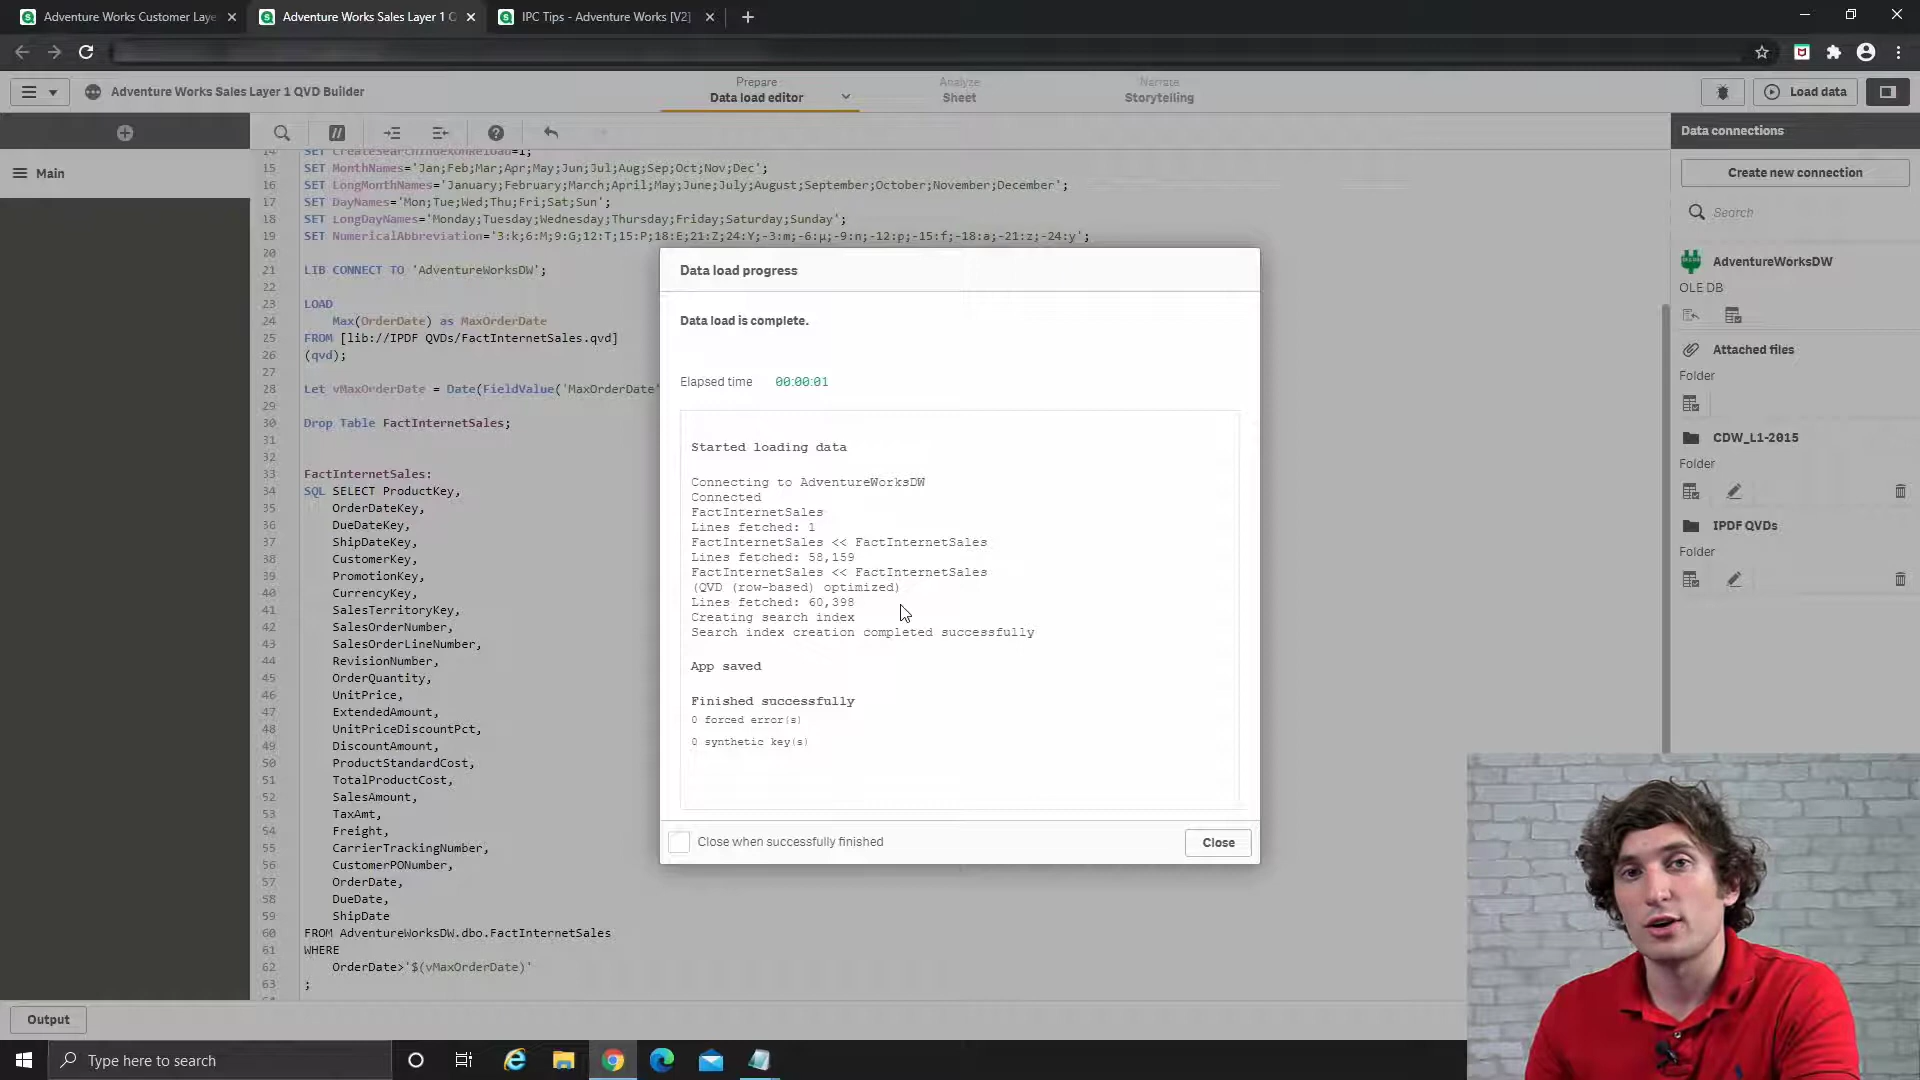 Adventure Works Customer Laye
Adventure Works Sales Layer 1 Q
IPC Tips - Adventure Works [V2]
Adventure Works Sales Layer 1 QVD Builder
Prepare
Data load editor
Analyze
Sheet
Narrate
Storytelling
Load data
Main
14 SET CreateSearchIndexOnReload=1;
15 SET MonthNames='Jan;Feb;Mar;Apr;May;Jun;Jul;Aug;Sep;Oct;Nov;Dec';
16 SET LongMonthNames='January;February;March;April;May;June;July;August;September;October;November;December';
17 SET DayNames='Mon;Tue;Wed;Thu;Fri;Sat;Sun';
18 SET LongDayNames='Monday;Tuesday;Wednesday;Thursday;Friday;Saturday;Sunday';
19 SET NumericalAbbreviation='3:k;6:M;9:G;12:T;15:P;18:E;21:Z;24:Y;-3:m;-6:μ;-9:n;-12:p;-15:f;-18:a;-21:z;-24:y';
20
21 LIB CONNECT TO 'AdventureWorksDW';
22
23 LOAD
24 Max(OrderDate) as MaxOrderDate
25 FROM [lib://IPDF QVDs/FactInternetSales.qvd]
26 (qvd);
27
28 Let vMaxOrderDate = Date(FieldValue('MaxOrderDate'
29
30 Drop Table FactInternetSales;
31
32
33 FactInternetSales:
34 SQL SELECT ProductKey,
35 OrderDateKey,
36 DueDateKey,
37 ShipDateKey,
38 CustomerKey,
39 PromotionKey,
40 CurrencyKey,
41 SalesTerritoryKey,
42 SalesOrderNumber,
43 SalesOrderLineNumber,
44 RevisionNumber,
45 OrderQuantity,
46 UnitPrice,
47 ExtendedAmount,
48 UnitPriceDiscountPct,
49 DiscountAmount,
50 ProductStandardCost,
51 TotalProductCost,
52 SalesAmount,
53 TaxAmt,
54 Freight,
55 CarrierTrackingNumber,
56 CustomerPONumber,
57 OrderDate,
58 DueDate,
59 ShipDate
60 FROM AdventureWorksDW.dbo.FactInternetSales
61 WHERE
62 OrderDate>'$(vMaxOrderDate)'
63 ;
Data load progress
Data load is complete.
Elapsed time 00:00:01
Started loading data
Connecting to AdventureWorksDW
Connected
FactInternetSales
Lines fetched: 1
FactInternetSales << FactInternetSales
Lines fetched: 58,159
FactInternetSales << FactInternetSales
(QVD (row-based) optimized)
Lines fetched: 60,398
Creating search index
Search index creation completed successfully
App saved
Finished successfully
0 forced error(s)
0 synthetic key(s)
Close when successfully finished
Close
Data connections
Create new connection
Search
AdventureWorksDW
OLE DB
Attached files
Folder
CDW_L1-2015
Folder
IPDF QVDs
Folder
Output
Type here to search